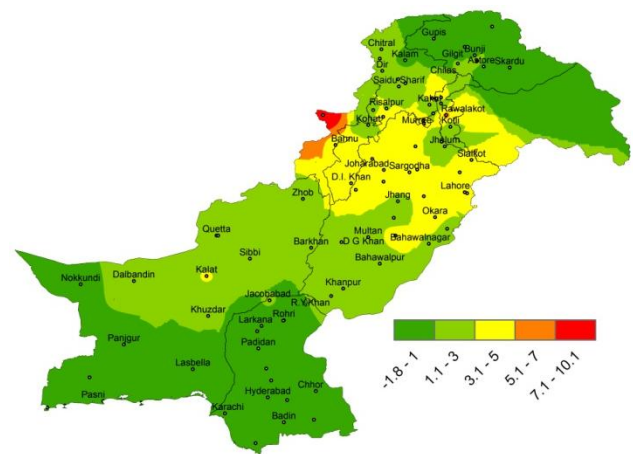 Gupis
Chitral
Bunji
Kalam
Gilgit
Dir
Astore
Chilas
Skardu
Saidu Sharif
Risalpur
Rawalakot
Kohat
Kotli
Bannu
Jhelum
Sialkot
Joharabad
Sargodha
D.I. Khan
Zhob
Jhang
Lahore
Okara
Quetta
Multan
Barkhan
D G Khan
Bahawalnagar
Sibbi
Bahawalpur
Nokkundi
Dalbandin
Kalat
Khanpur
Jacobabad
R.Y.Khan
Khuzdar
Larkana
Rohri
Padidan
Panjgur
Lasbella
Chhor
Hyderabad
Pasni
Karachi
Badin
-1.8 - 1
1.1 - 3
3.1 - 5
5.1 - 7
7.1 - 10.1